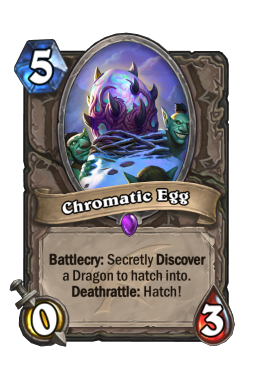 5
Chromatic Egg
Battlecry: Secretly Discover
a Dragon to hatch into.
Deathrattle: Hatch!
0
3